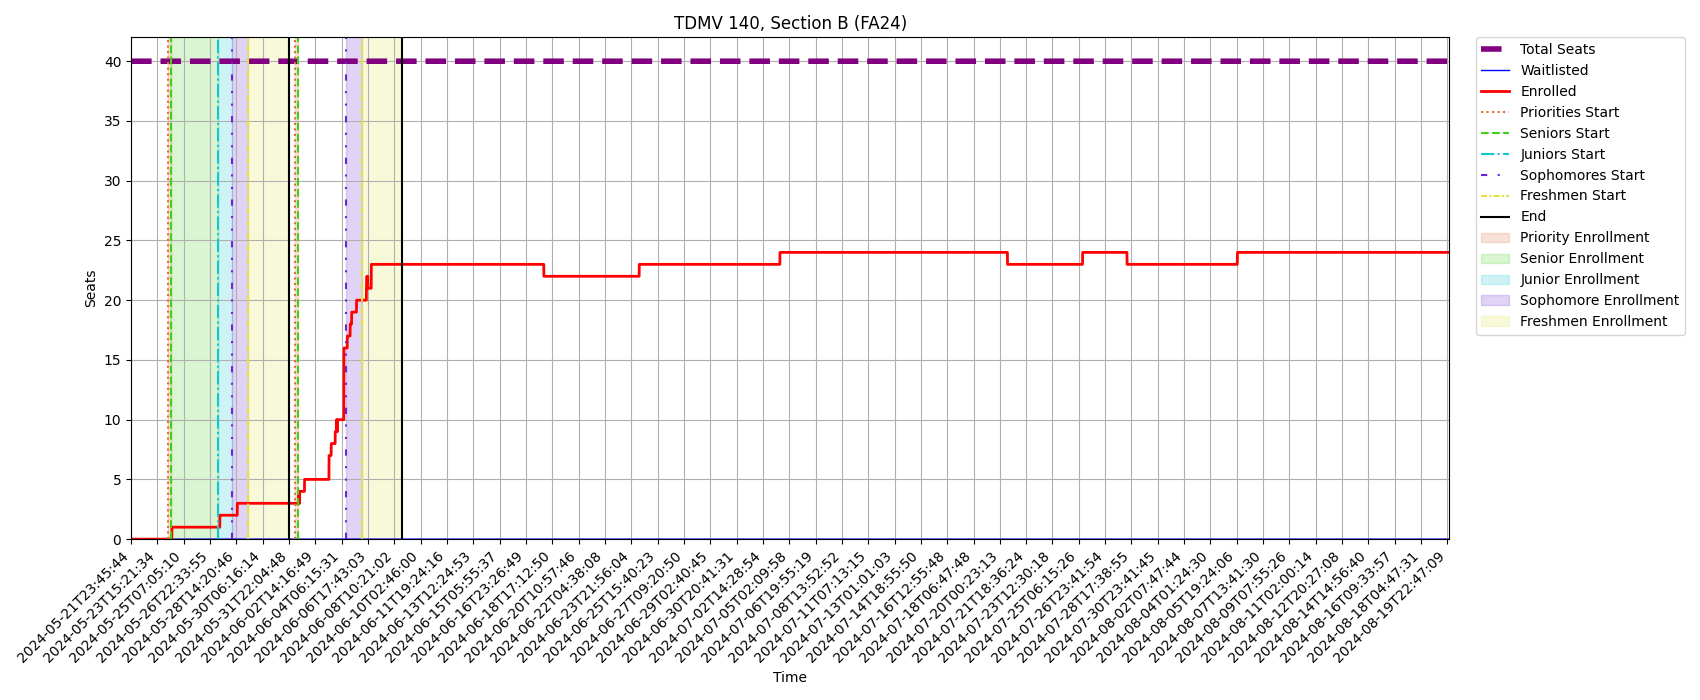 TDMV 140, Section B (FA24)
Seats
40
35
30
25
20
15
10
5
0
2024-05-21T23:45:44
2024-05-23T15:21:34
2024-05-25T07:05:10
2024-05-26T22:33:55
2024-05-28T14:20:46
2024-05-30T06:16:14
2024-05-31T22:04:48
2024-06-02T14:16:49
2024-06-04T06:15:31
2024-06-06T17:43:03
2024-06-08T10:21:02
2024-06-10T02:46:00
2024-06-11T19:24:16
2024-06-13T12:24:53
2024-06-15T05:55:37
2024-06-16T23:26:49
2024-06-18T17:12:50
2024-06-20T10:57:46
2024-06-22T04:38:08
2024-06-23T21:56:04
2024-06-25T15:40:23
2024-06-27T09:20:50
2024-06-29T02:40:45
2024-06-30T20:41:31
2024-07-02T14:28:54
2024-07-05T02:09:58
2024-07-06T19:55:19
2024-07-08T13:52:52
2024-07-11T07:13:15
2024-07-13T01:01:03
2024-07-14T18:55:50
2024-07-16T12:55:48
2024-07-18T06:47:48
2024-07-20T00:23:13
2024-07-21T18:36:24
2024-07-23T12:30:18
2024-07-25T06:15:26
2024-07-26T23:41:54
2024-07-28T17:38:55
2024-07-30T23:41:45
2024-08-02T07:47:44
2024-08-04T01:24:30
2024-08-05T19:24:06
2024-08-07T13:41:30
2024-08-09T07:55:26
2024-08-11T02:00:14
2024-08-12T20:27:08
2024-08-14T14:56:40
2024-08-16T09:33:57
2024-08-18T04:47:31
2024-08-19T22:47:09
Time
Total Seats
Waitlisted
Enrolled
Priorities Start
Seniors Start
Juniors Start
Sophomores Start
Freshmen Start
End
Priority Enrollment
Senior Enrollment
Junior Enrollment
Sophomore Enrollment
Freshmen Enrollment